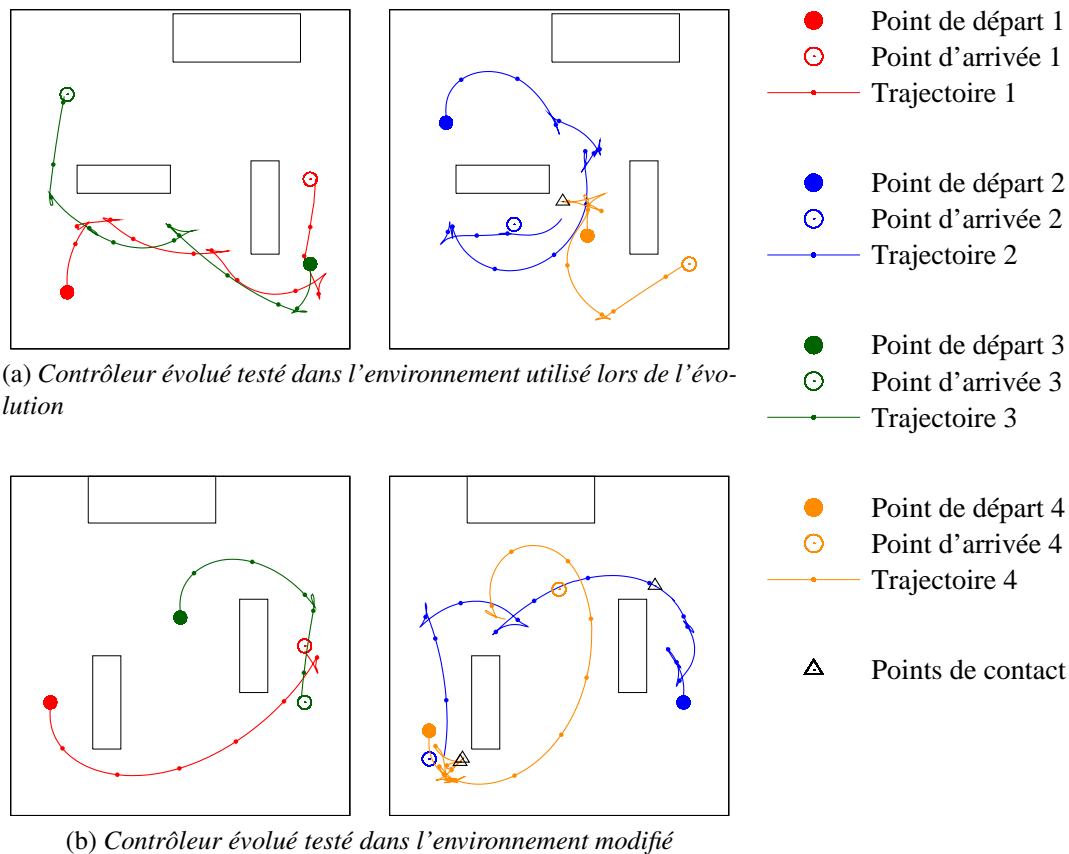 Point de départ 1
Point d'arrivée 1
Trajectoire 1
Point de départ 2
Point d'arrivée 2
Trajectoire 2
Point de départ 3
Point d'arrivée 3
Trajectoire 3
Point de départ 4
Point d'arrivée 4
Trajectoire 4
Points de contact
(a) Contrôleur évolué testé dans l'environnement utilisé lors de l'évo-
lution
(b) Contrôleur évolué testé dans l'environnement modifié